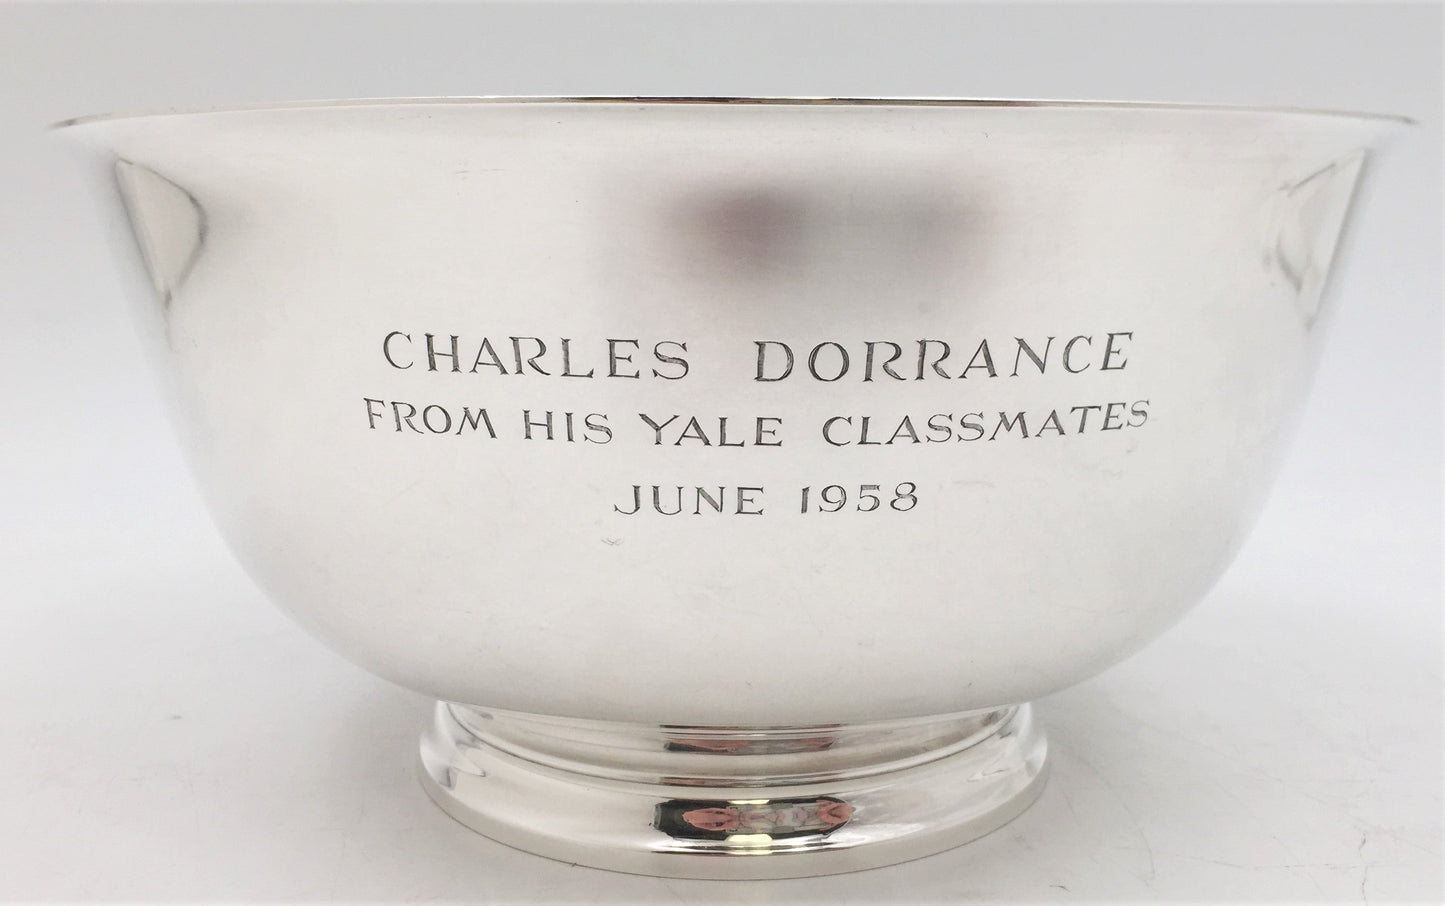 CHARLES DORRANCE
FROM HIS YALE CLASSMATES
JUNE 1958